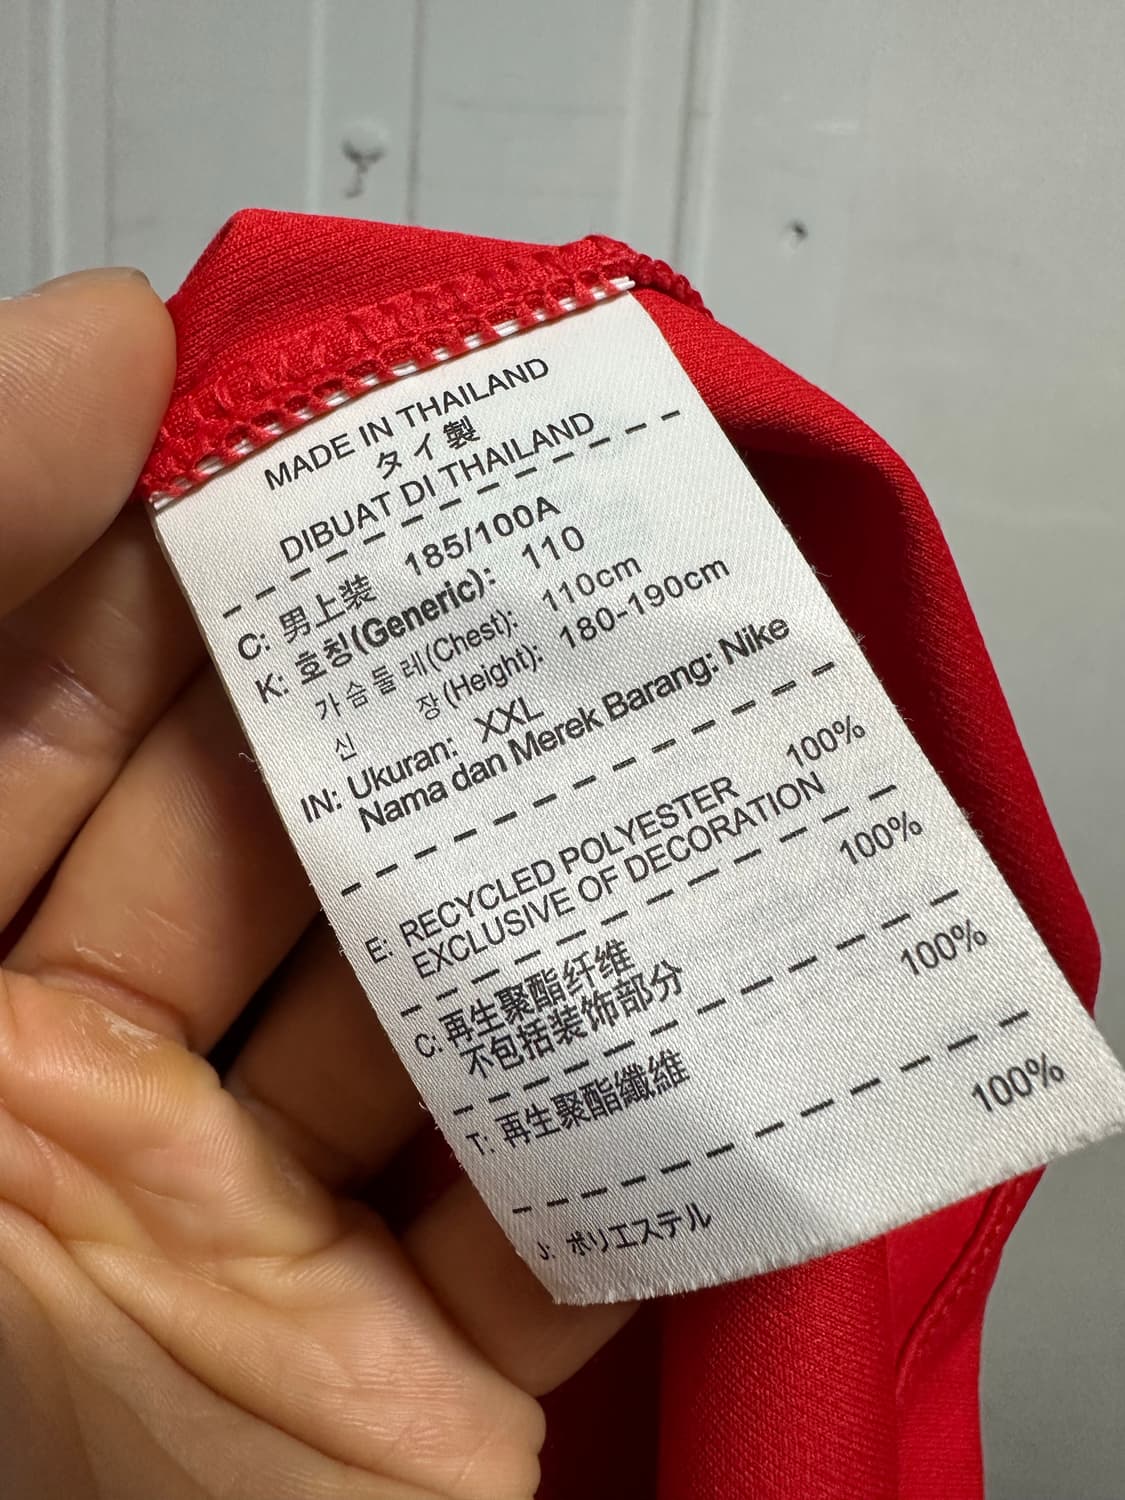 MADE IN THAILAND
タイ製
DIBUAT DI THAILAND
C: 男上装 185/100A
K: 호칭(Generic): 110
가슴둘레(Chest): 110cm
신 장(Height): 180-190cm
IN: Ukuran: XXL
Nama dan Merek Barang: Nike
E: RECYCLED POLYESTER 100%
EXCLUSIVE OF DECORATION
C: 再生聚酯纤维 100%
不包括装饰部分
T: 再生聚酯纖維 100%
J: ポリエステル 100%